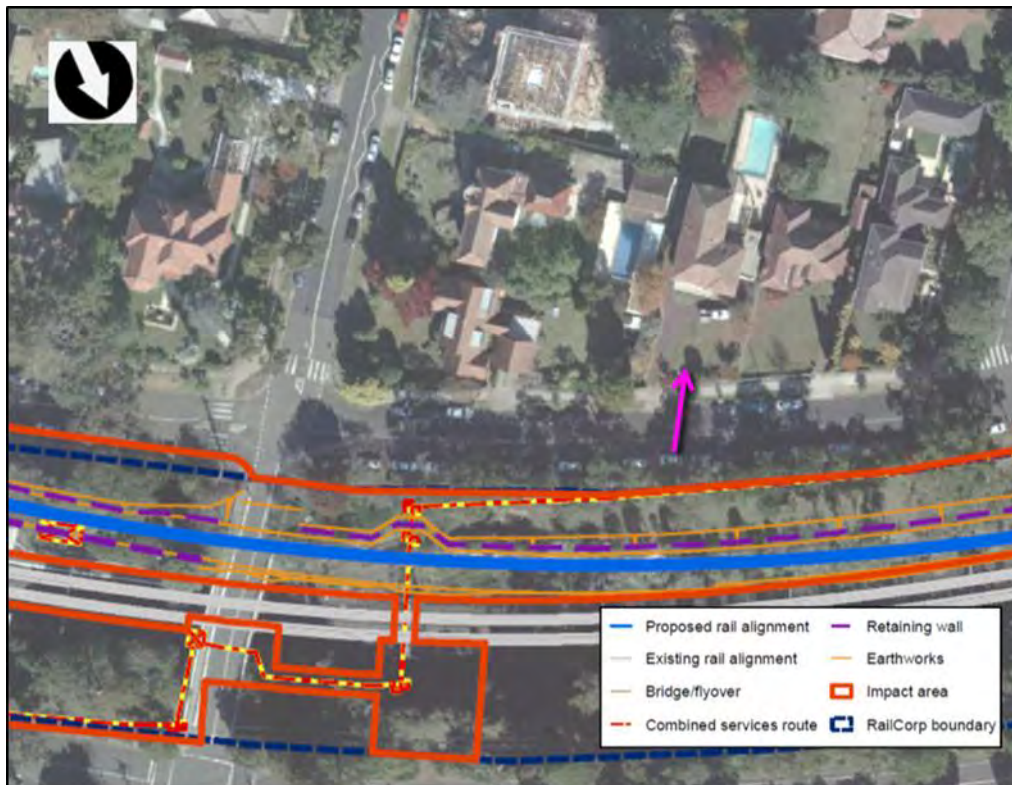 Proposed rail alignment
Existing rail alignment
Bridge/flyover
Combined services route
Retaining wall
Earthworks
Impact area
RailCorp boundary